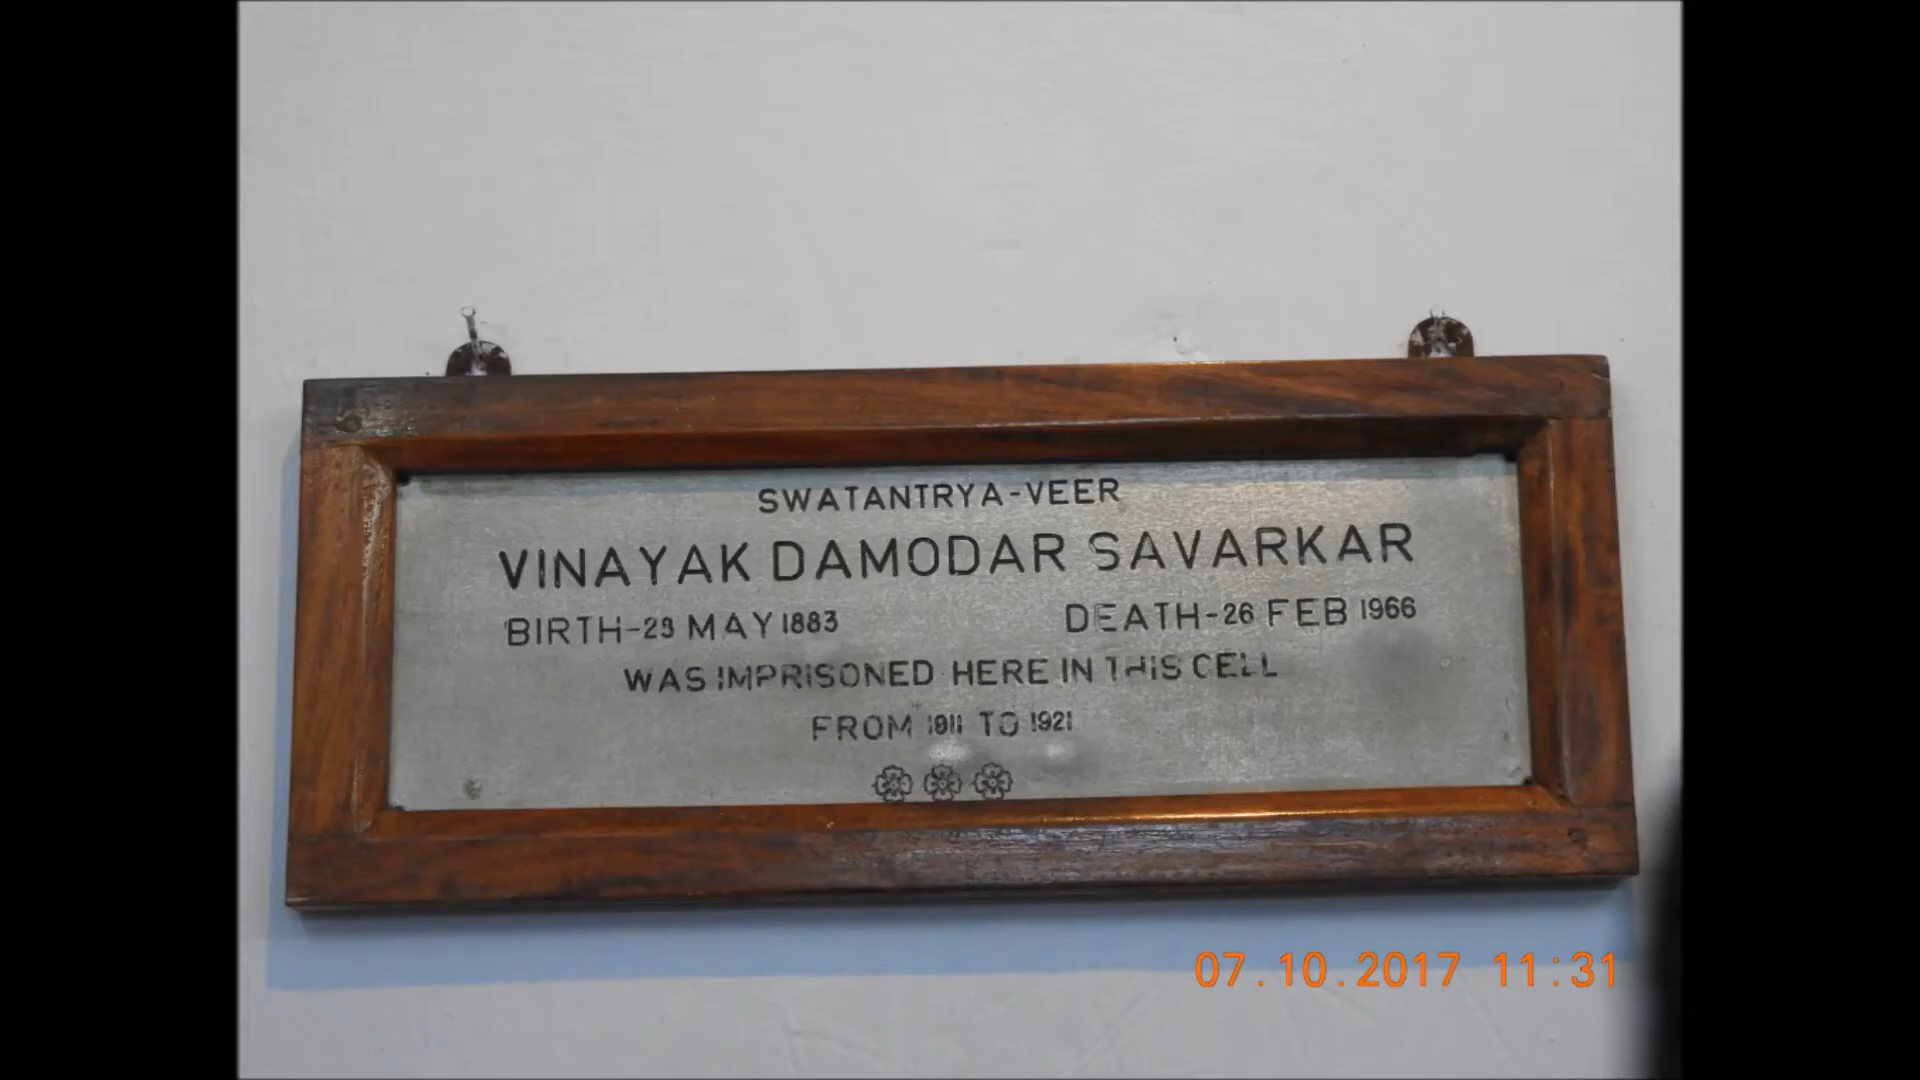 SWATANTRYA-VEER
VINAYAK DAMODAR SAVARKAR
BIRTH-28 MAY 1883 DEATH-26 FEB 1966
WAS IMPRISONED HERE IN THIS CELL
FROM 1911 TO 1921
07.10.2017 11:31